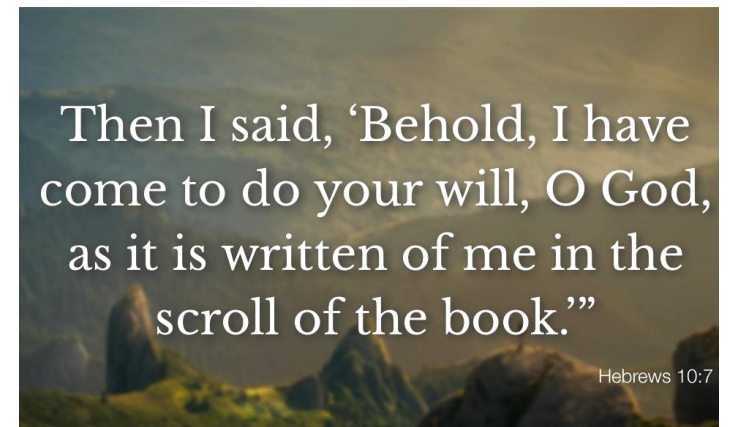 Then I said, ‘Behold, I have
come to do your will, O God,
as it is written of me in the
scroll of the book.’”
Hebrews 10:7